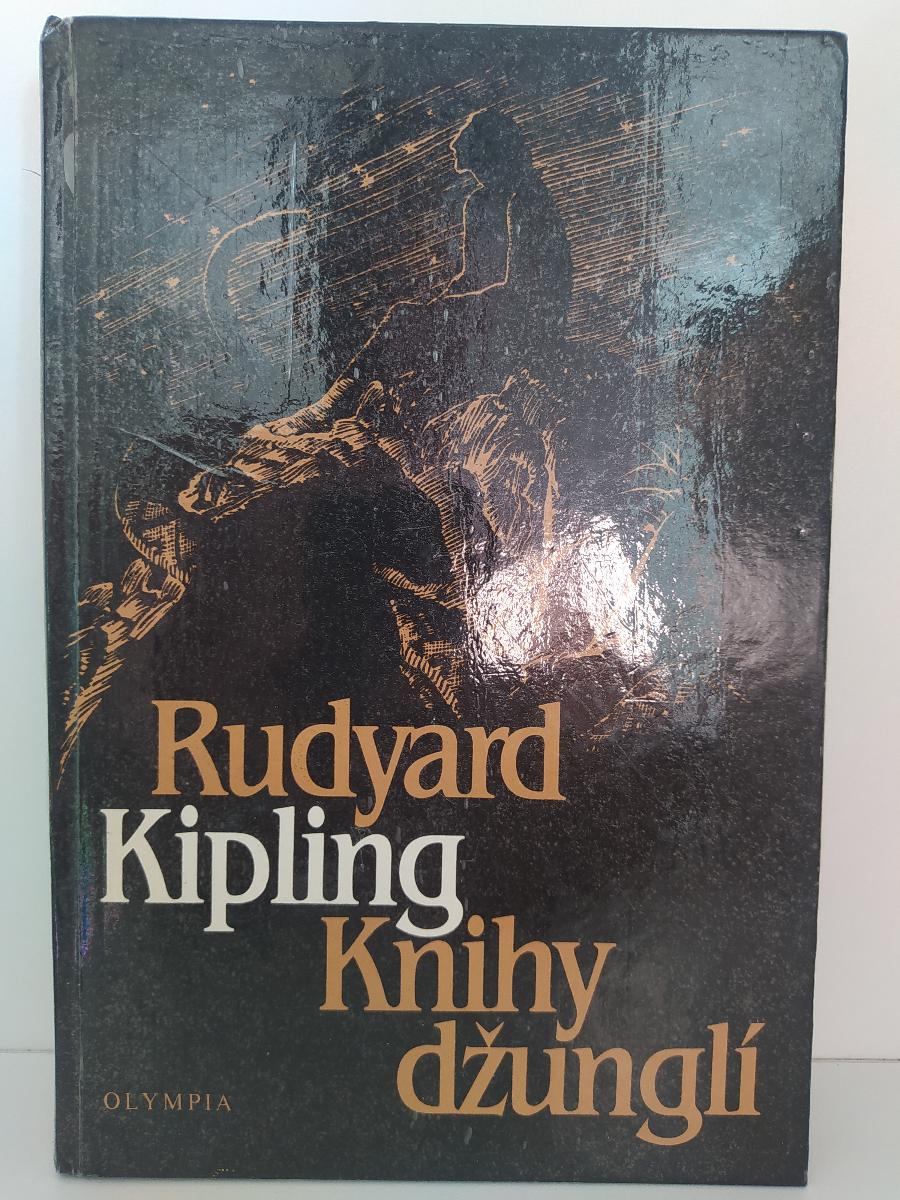 Rudyard
Kipling
Knihy
džunglí
OLYMPIA